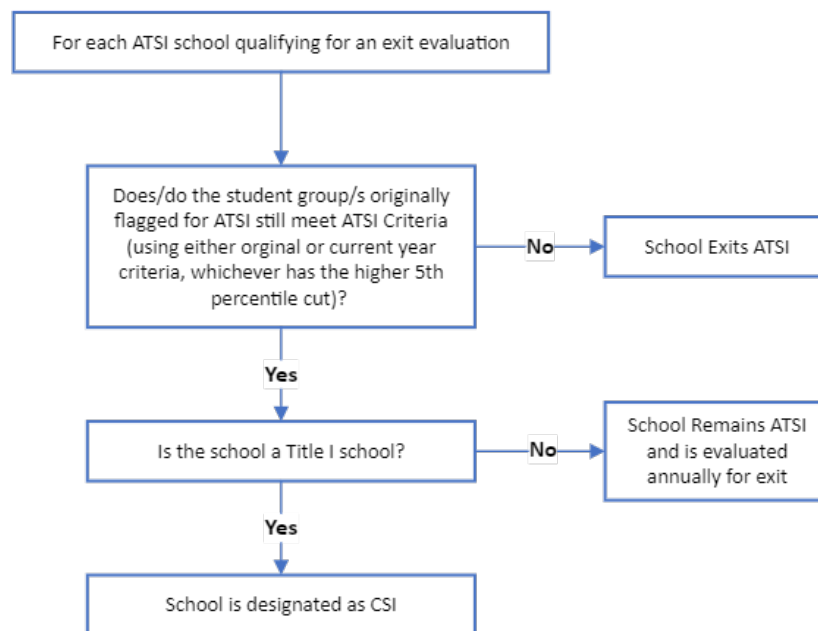 For each ATSI school qualifying for an exit evaluation
Does/do the student group/s originally
flagged for ATSI still meet ATSI Criteria
(using either orginal or current year
criteria, whichever has the higher 5th
percentile cut)?
No
School Exits ATSI
Yes
Is the school a Title I school?
No
School Remains ATSI
and is evaluated
annually for exit
Yes
School is designated as CSI